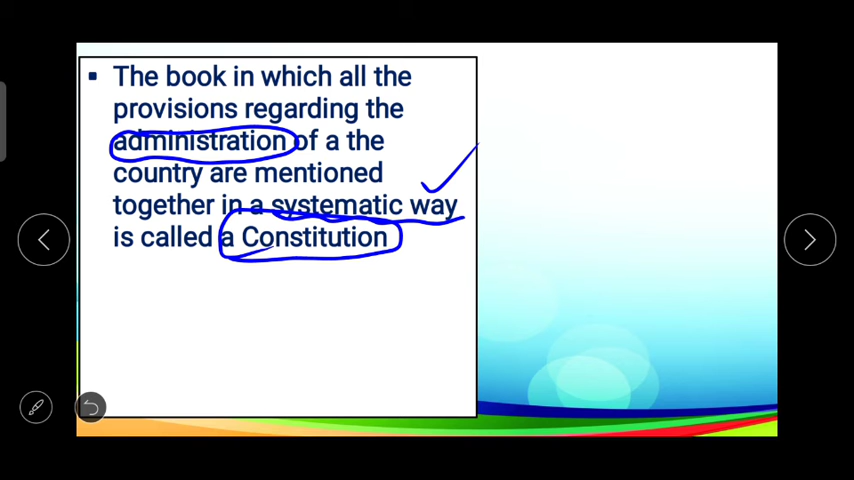 The book in which all the
provisions regarding the
administration of a the
country are mentioned
together in a systematic way
is called a Constitution